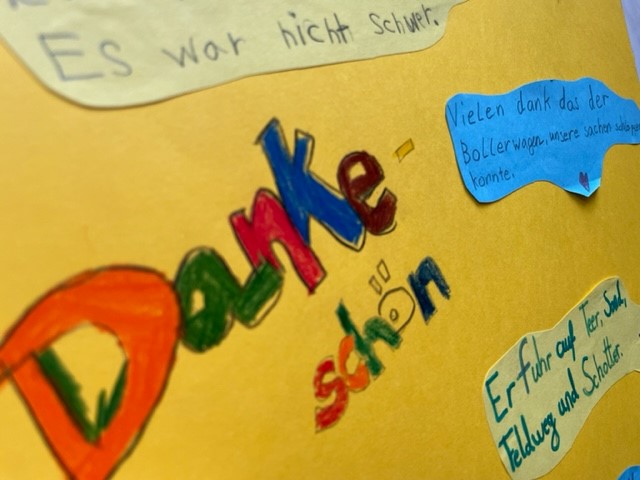 Es war nicht schwer.
Danke-
schön
Vielen dank das der
Bollerwagen, unsere sachen
konnte.
Er fuhr auf Teer, Sand,
Feldweg und Schotter.